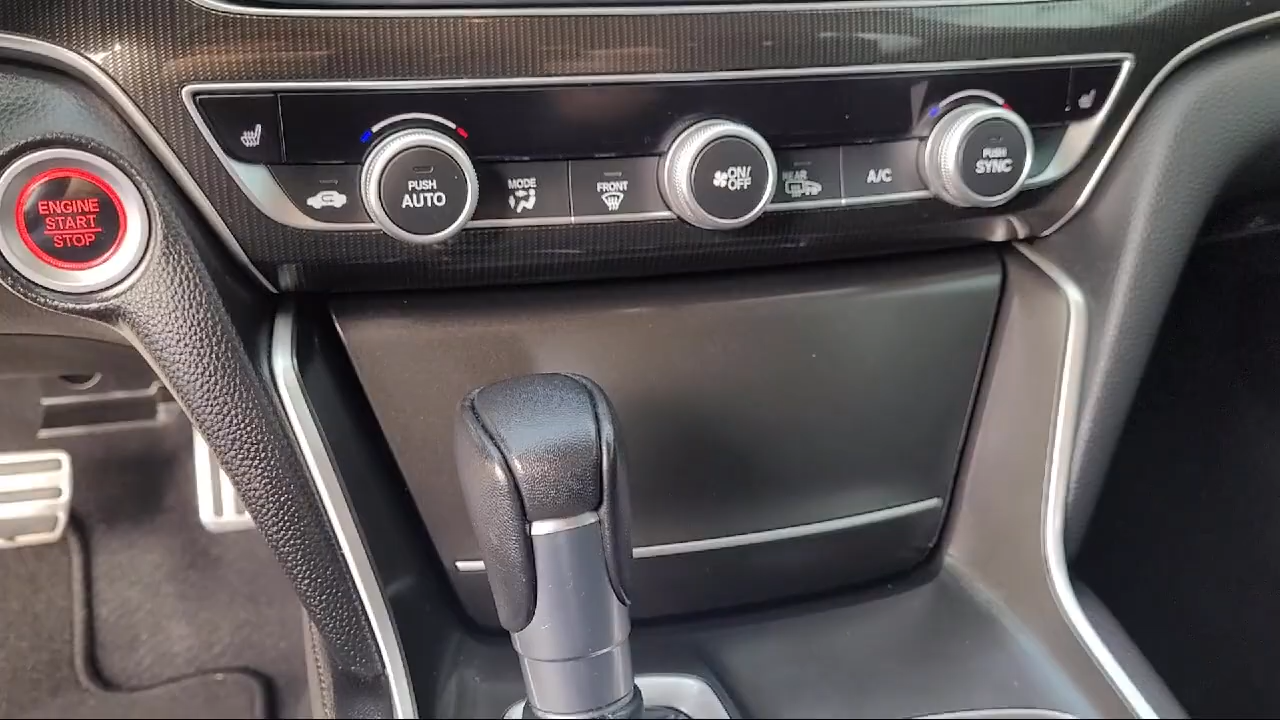 ENGINE
START
STOP
PUSH
AUTO
MODE
FRONT
ON/
OFF
REAR
A/C
PUSH
SYNC